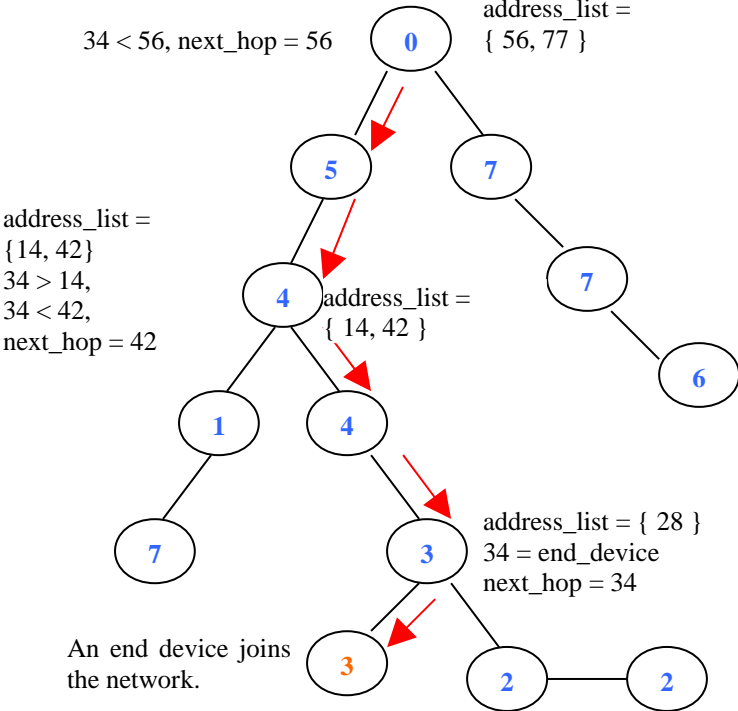 address_list =
{ 56, 77 }
34 < 56, next_hop = 56
0
5
7
address_list =
{14, 42}
34 > 14,
34 < 42,
next_hop = 42
4
address_list =
{ 14, 42 }
7
6
1
4
7
3
address_list = { 28 }
34 = end_device
next_hop = 34
An end device joins
the network.
3
2
2